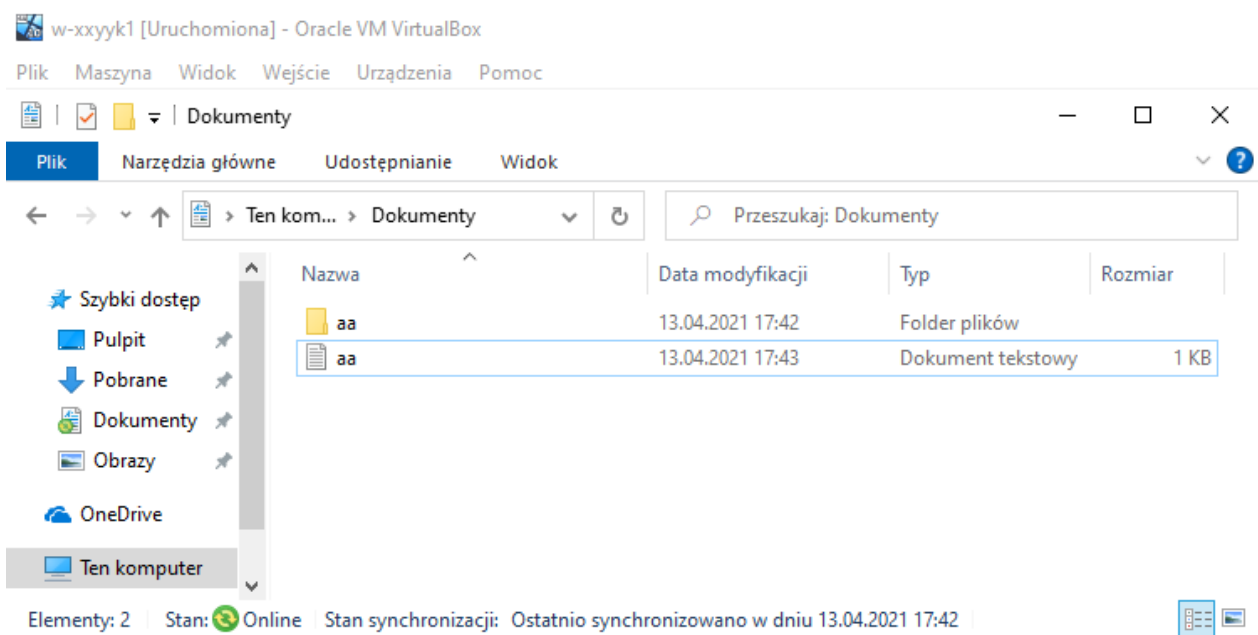 w-xxyyk1 [Uruchomiona] - Oracle VM VirtualBox
Plik Maszyna Widok Wejście Urządzenia Pomoc
Dokumenty
Plik Narzędzia główne Udostępnianie Widok
Ten kom... Dokumenty Przeszukaj: Dokumenty
Nazwa Data modyfikacji Typ Rozmiar
Szybki dostęp
aa 13.04.2021 17:42 Folder plików
Pulpit
aa 13.04.2021 17:43 Dokument tekstowy 1 KB
Pobrane
Dokumenty
Obrazy
OneDrive
Ten komputer
Elementy: 2 Stan: Online Stan synchronizacji: Ostatnio synchronizowano w dniu 13.04.2021 17:42